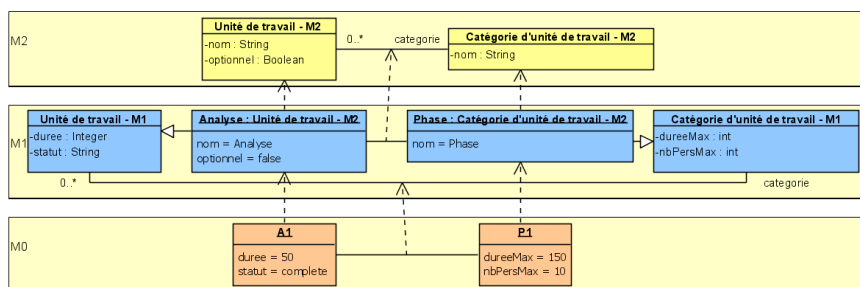 M2
Unité de travail - M2
-nom : String
-optionnel : Boolean
0..*
categorie
Catégorie d'unité de travail - M2
-nom : String
M1
Unité de travail - M1
-duree : Integer
-statut : String
Analyse : Unité de travail - M2
nom = Analyse
optionnel = false
Phase : Catégorie d'unité de travail - M2
nom = Phase
Catégorie d'unité de travail - M1
-dureeMax : int
-nbPersMax : int
0..*
categorie
M0
A1
duree = 50
statut = complete
P1
dureeMax = 150
nbPersMax = 10